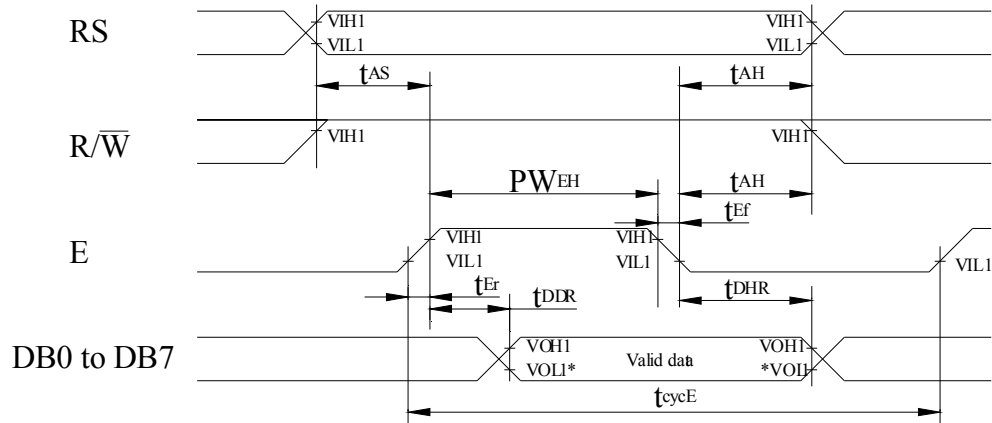 RS
VIH1
VIL1
VIH1
VIL1
tAS
tAH
R/W̅
VIH1
VIH1
PWEH
tAH
tEf
E
VIH1
VIL1
VIH1
VIL1
VIL1
tEr
tDDR
tDHR
DB0 to DB7
VOH1
VOL1*
Valid data
VOH1
*VOL1
tcycE